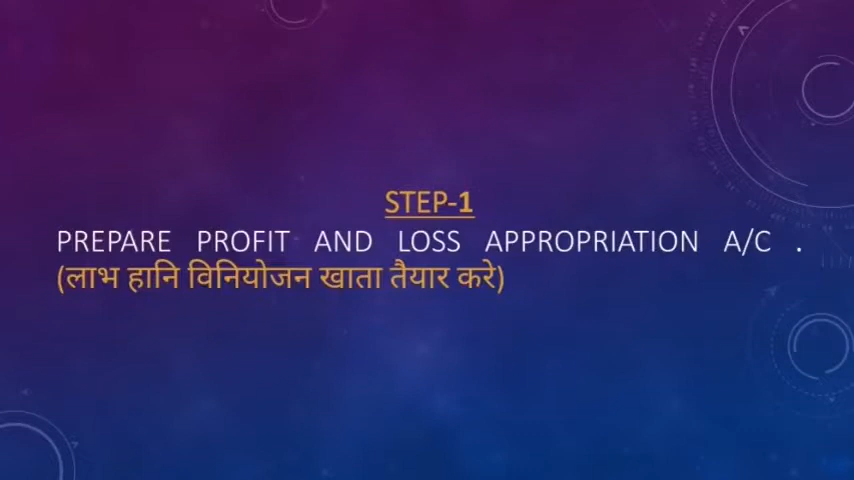 STEP-1
PREPARE PROFIT AND LOSS APPROPRIATION A/C .
(लाभ हानि विनियोजन खाता तैयार करे)